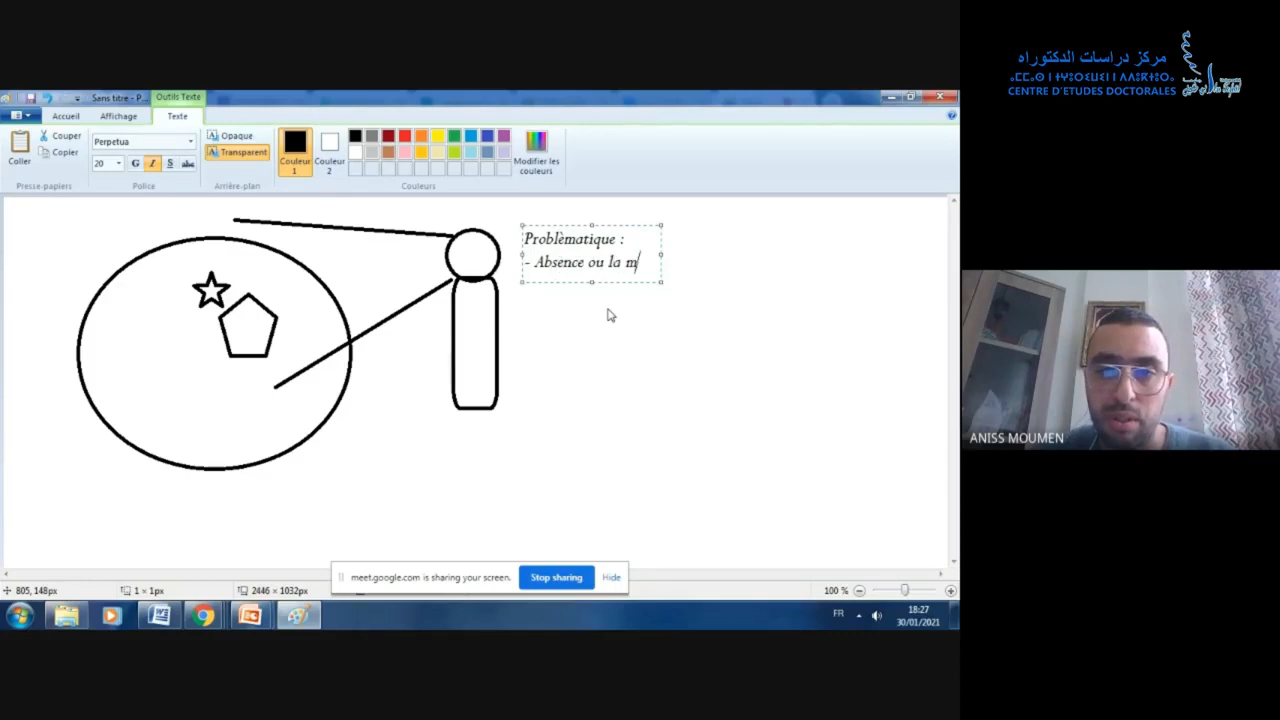 مركز دراسات الدكتوراه
CENTRE D'ETUDES DOCTORALES
Sans titre - P...
Outils Texte
Accueil
Affichage
Texte
Coller
Couper
Copier
Presse-papiers
Perpetua
20
G I S abc
Police
Opaque
Transparent
Arrière-plan
Couleur 1
Couleur 2
Modifier les couleurs
Couleurs
Problèmatique :
- Absence ou la m
ANISS MOUMEN
meet.google.com is sharing your screen.
Stop sharing
Hide
805, 148px
1 × 1px
2446 × 1032px
100 %
FR
18:27
30/01/2021